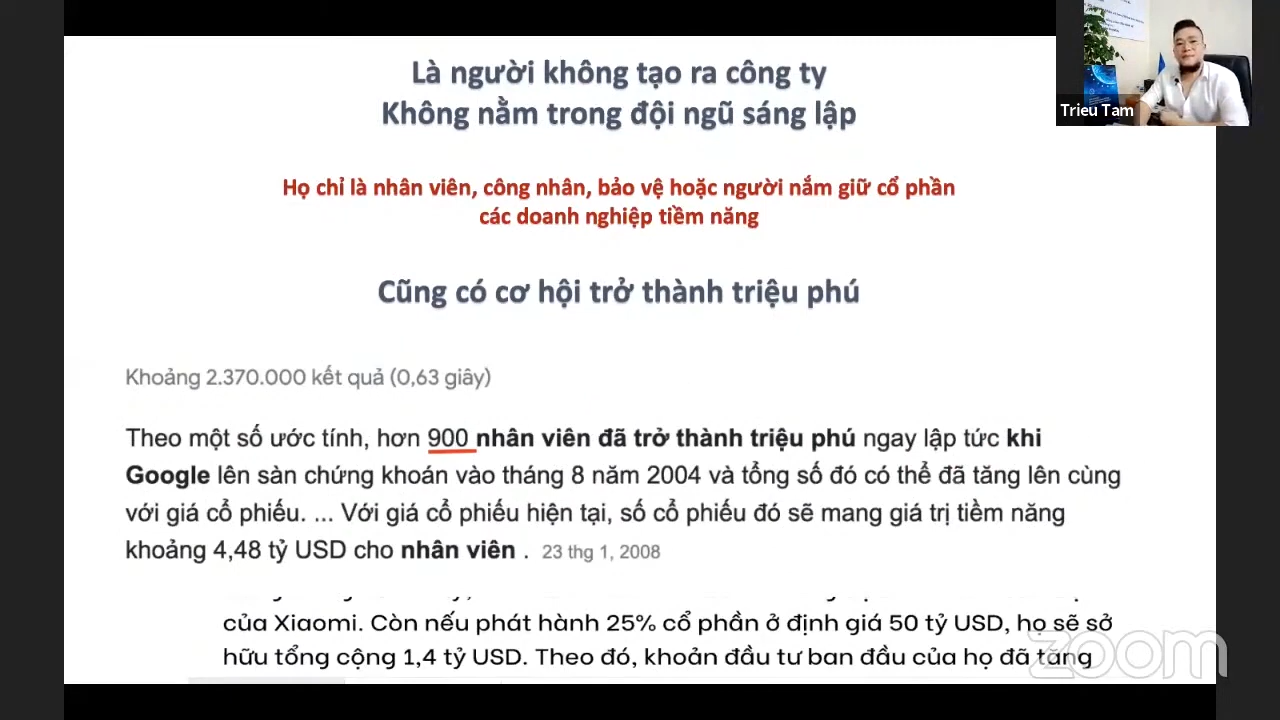 Là người không tạo ra công ty
Không nằm trong đội ngũ sáng lập
Trieu Tam
Họ chỉ là nhân viên, công nhân, bảo vệ hoặc người nắm giữ cổ phần
các doanh nghiệp tiềm năng
Cũng có cơ hội trở thành triệu phú
Khoảng 2.370.000 kết quả (0,63 giây)
Theo một số ước tính, hơn 900 nhân viên đã trở thành triệu phú ngay lập tức khi
Google lên sàn chứng khoán vào tháng 8 năm 2004 và tổng số đó có thể đã tăng lên cùng
với giá cổ phiếu. ... Với giá cổ phiếu hiện tại, số cổ phiếu đó sẽ mang giá trị tiềm năng
khoảng 4,48 tỷ USD cho nhân viên . 23 thg 1, 2008
của Xiaomi. Còn nếu phát hành 25% cổ phần ở định giá 50 tỷ USD, họ sẽ sở
hữu tổng cộng 1,4 tỷ USD. Theo đó, khoản đầu tư ban đầu của họ đã tăng
zoom